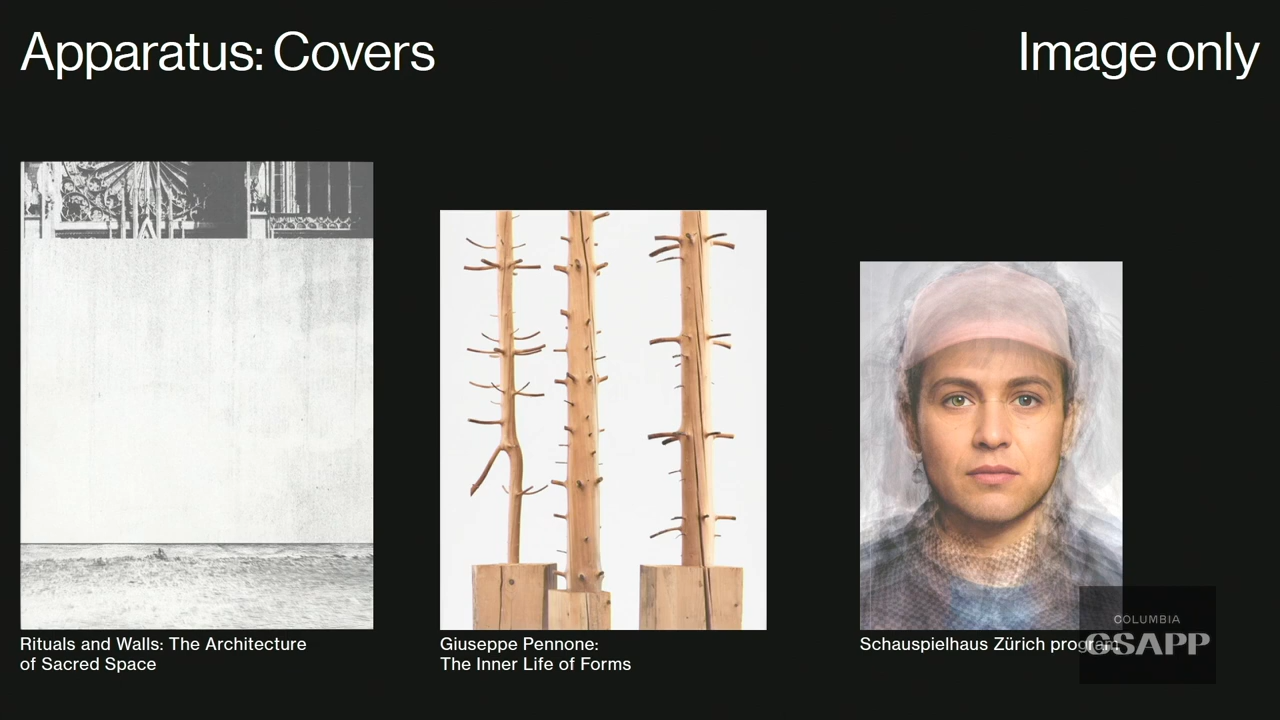 Apparatus: Covers
Image only
Rituals and Walls: The Architecture
of Sacred Space
Giuseppe Pennone:
The Inner Life of Forms
Schauspielhaus Zürich program
COLUMBIA
GSAPP